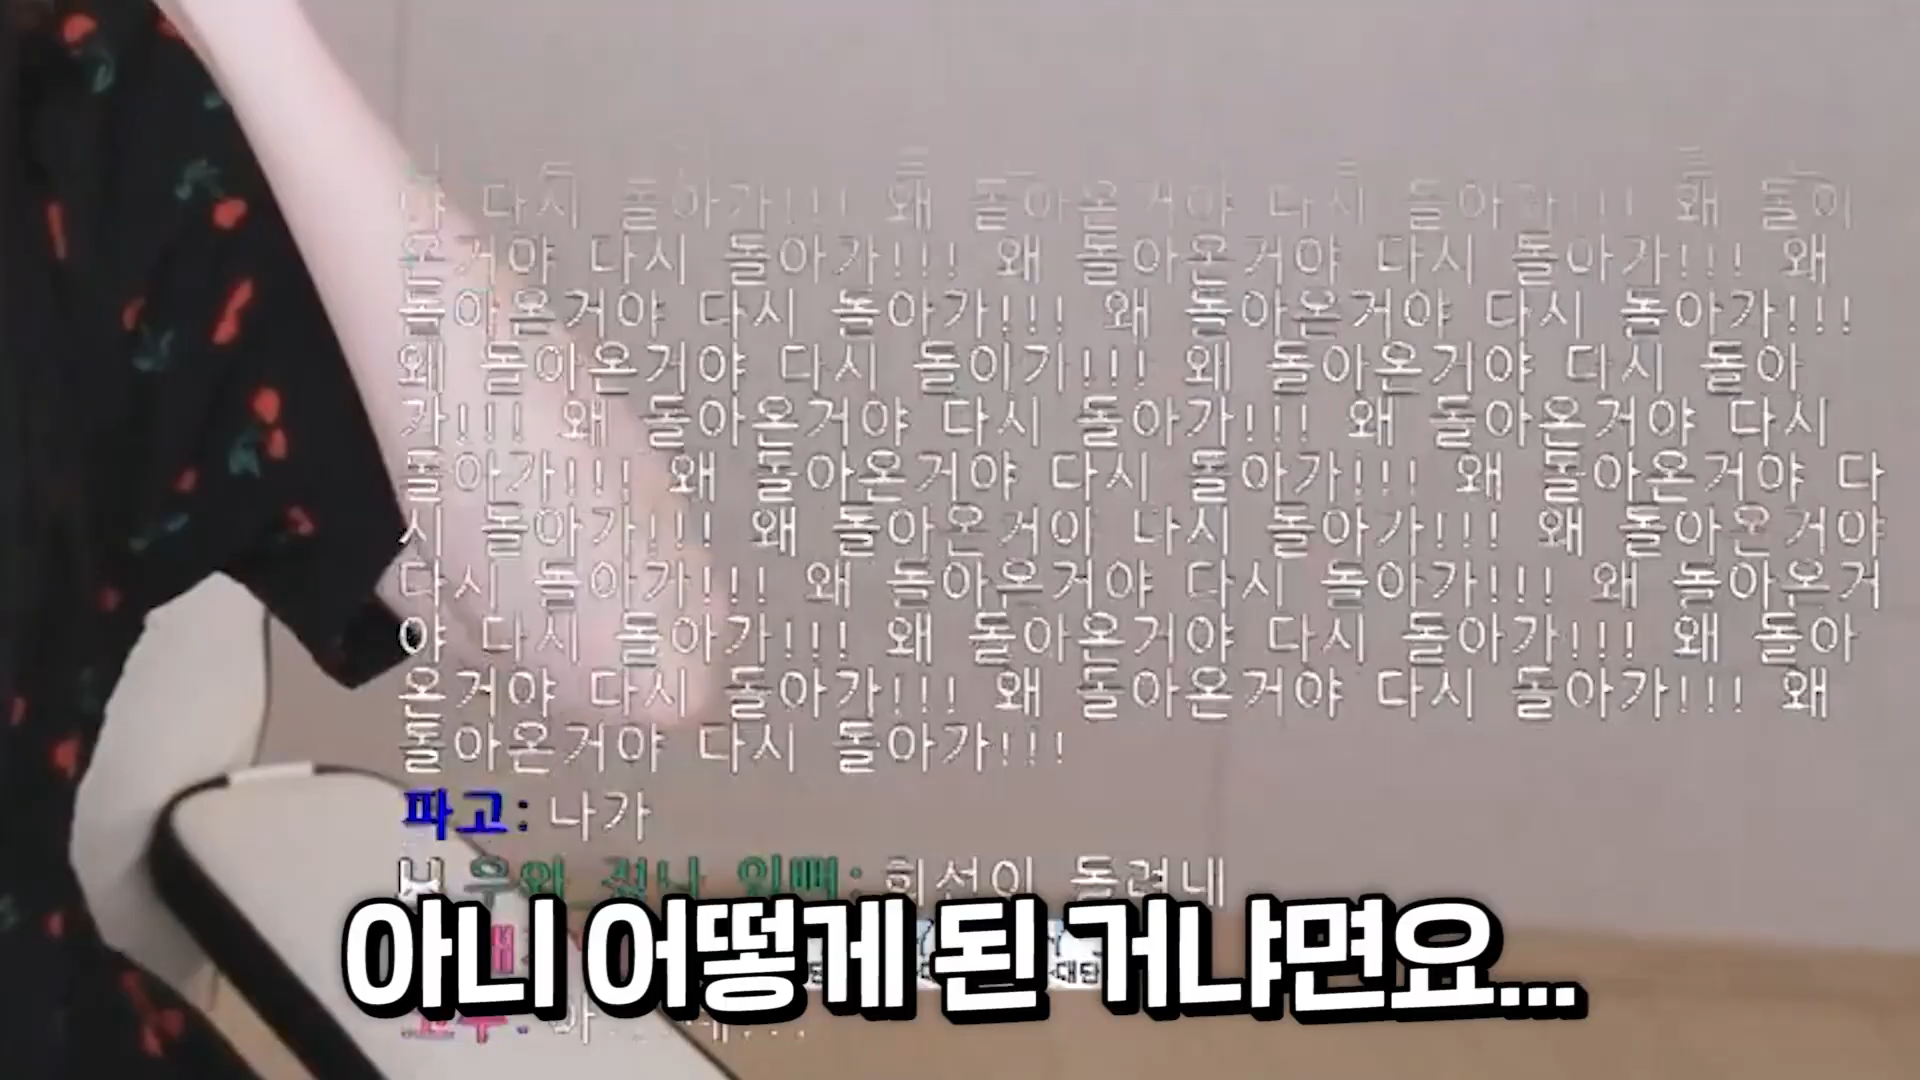 야 다시 돌아가!!! 왜 돌아온거야 다시 돌아가!!! 왜 돌아
온거야 다시 돌아가!!! 왜 돌아온거야 다시 돌아가!!! 왜
돌아온거야 다시 돌아가!!! 왜 돌아온거야 다시 돌아가!!!
왜 돌아온거야 다시 돌아가!!! 왜 돌아온거야 다시 돌아
가!!! 왜 돌아온거야 다시 돌아가!!! 왜 돌아온거야 다시
돌아가!!! 왜 돌아온거야 다시 돌아가!!! 왜 돌아온거야 다
시 돌아가!!! 왜 돌아온거야 다시 돌아가!!! 왜 돌아온거야
다시 돌아가!!! 왜 돌아온거야 다시 돌아가!!! 왜 돌아온거
야 다시 돌아가!!! 왜 돌아온거야 다시 돌아가!!! 왜 돌아
온거야 다시 돌아가!!! 왜 돌아온거야 다시 돌아가!!! 왜
돌아온거야 다시 돌아가!!!
파고: 나가
희선이 돌려내
아니 어떻게 된 거냐면요...